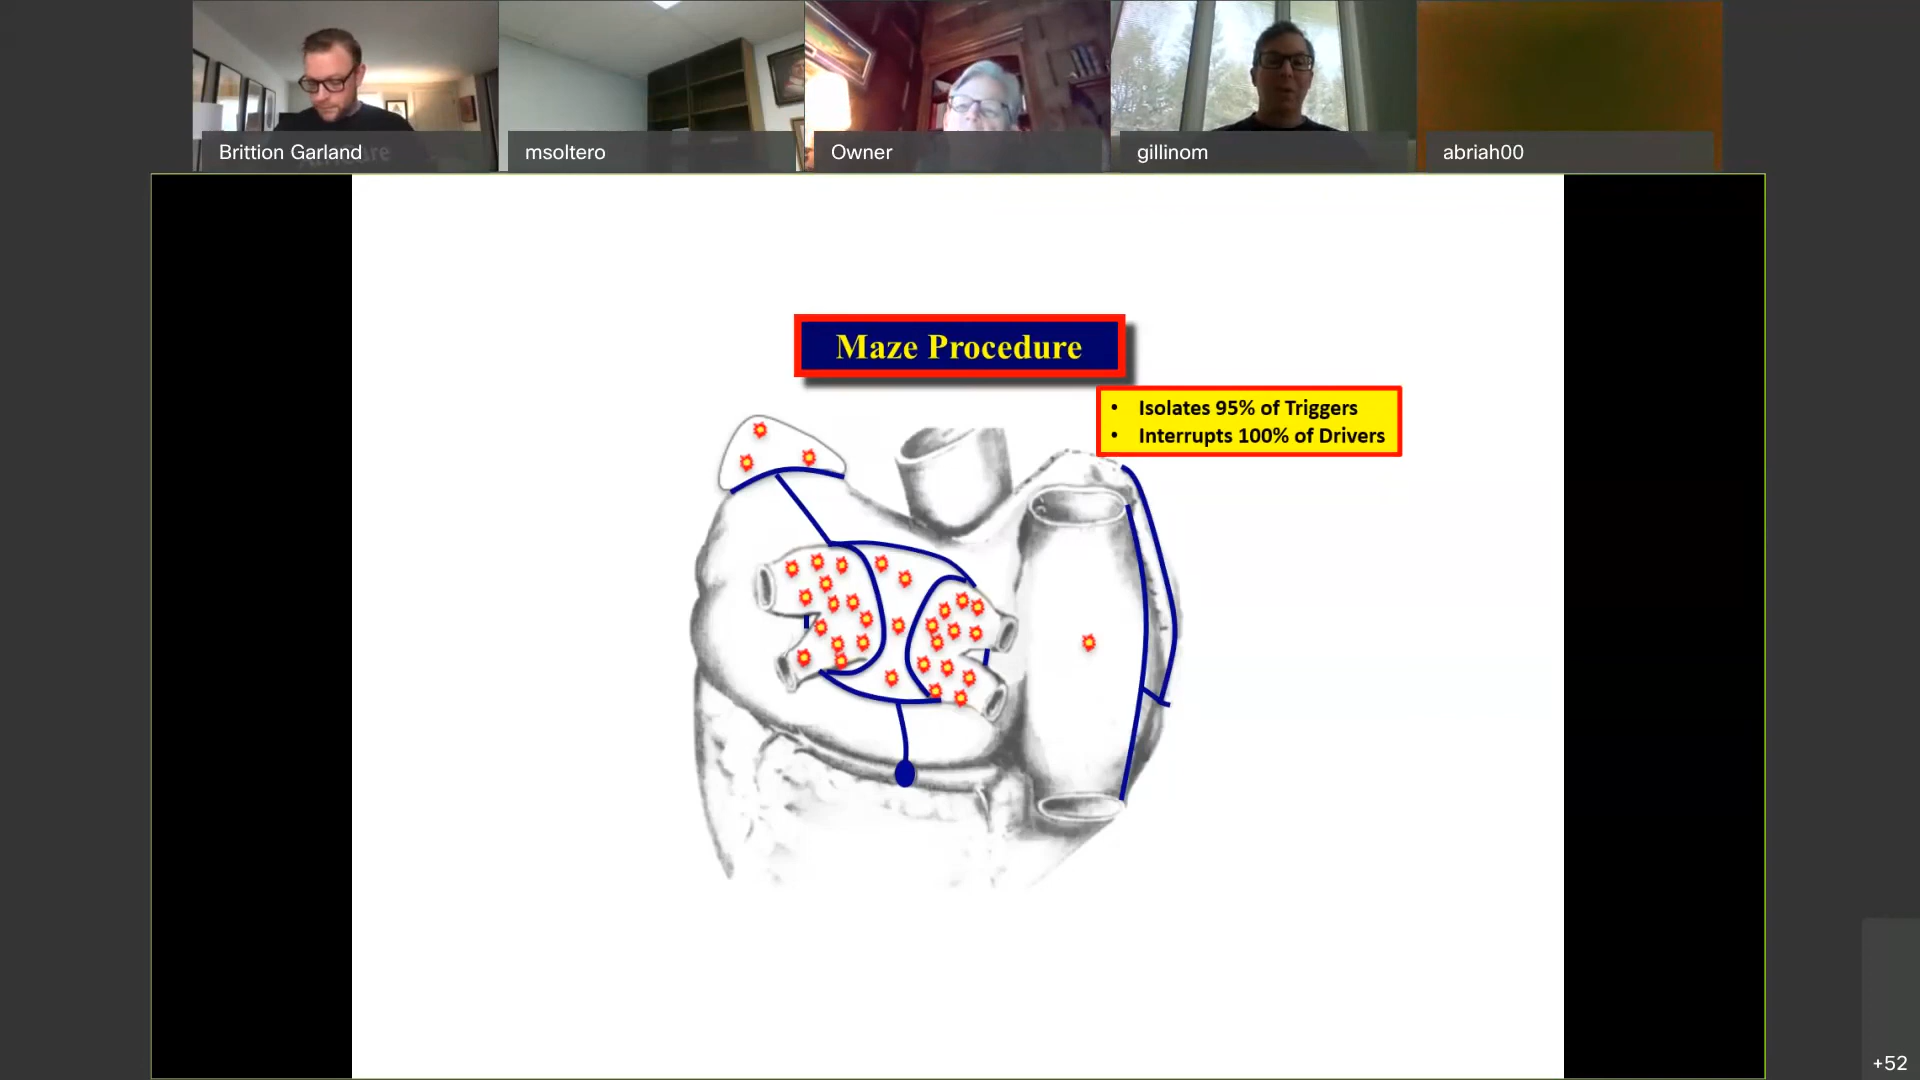 Brittion Garland
msoltero
Owner
gillinom
abriah00
Maze Procedure
• Isolates 95% of Triggers
• Interrupts 100% of Drivers
+52